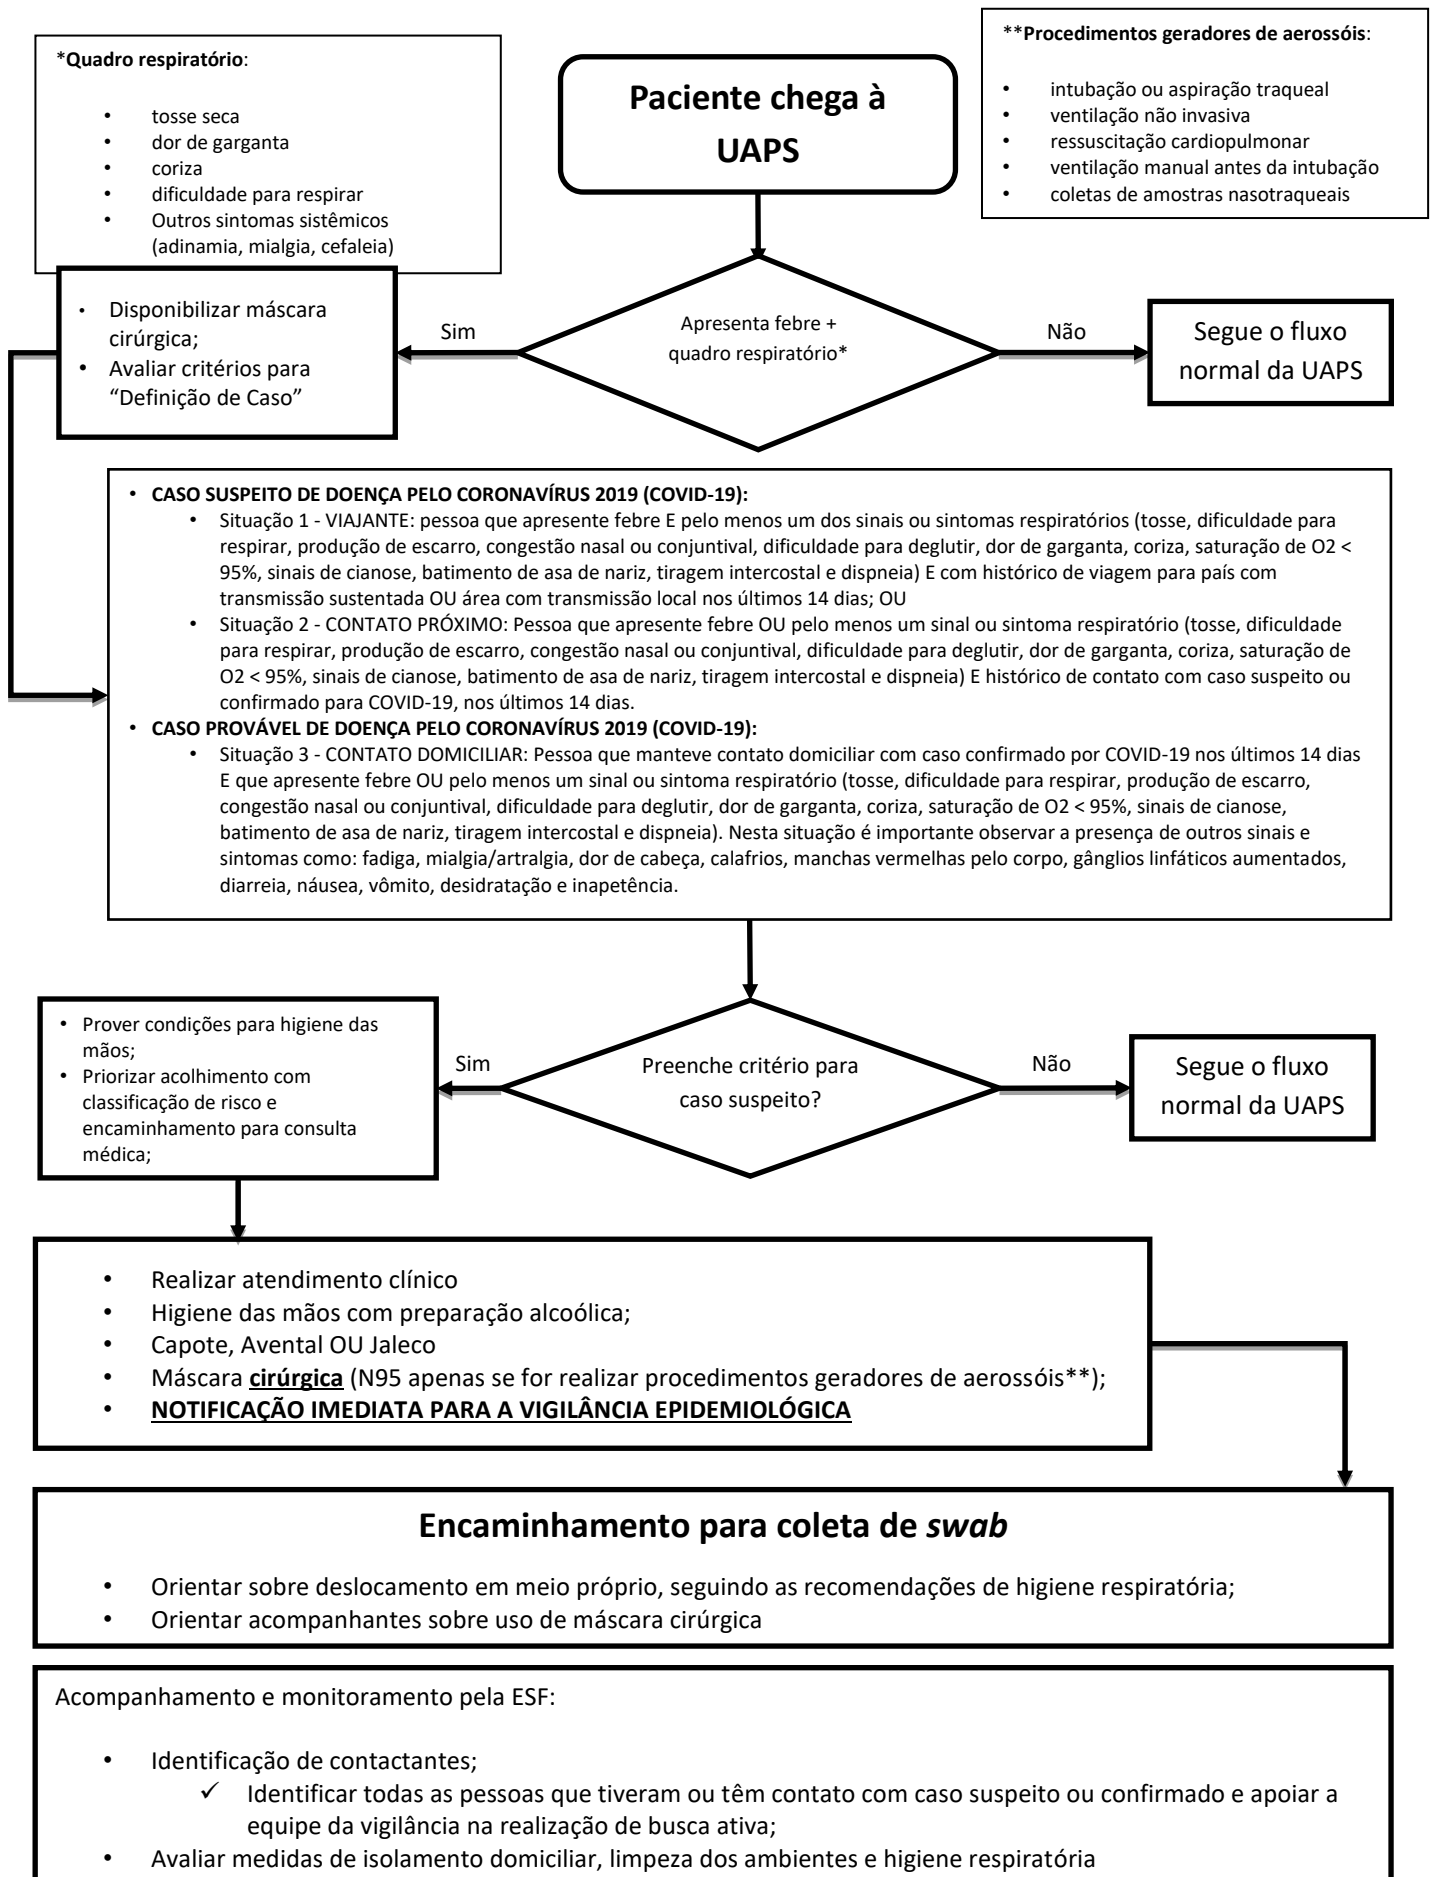 *Quadro respiratório:
• tosse seca
• dor de garganta
• coriza
• dificuldade para respirar
• Outros sintomas sistêmicos
(adinamia, mialgia, cefaleia)
Paciente chega à
UAPS
**Procedimentos geradores de aerossóis:
• intubação ou aspiração traqueal
• ventilação não invasiva
• ressuscitação cardiopulmonar
• ventilação manual antes da intubação
• coletas de amostras nasotraqueais
• Disponibilizar máscara
cirúrgica;
• Avaliar critérios para
“Definição de Caso”
Sim
Apresenta febre +
quadro respiratório*
Não
Segue o fluxo
normal da UAPS
• CASO SUSPEITO DE DOENÇA PELO CORONAVÍRUS 2019 (COVID-19):
• Situação 1 - VIAJANTE: pessoa que apresente febre E pelo menos um dos sinais ou sintomas respiratórios (tosse, dificuldade para
respirar, produção de escarro, congestão nasal ou conjuntival, dificuldade para deglutir, dor de garganta, coriza, saturação de O2 <
95%, sinais de cianose, batimento de asa de nariz, tiragem intercostal e dispneia) E com histórico de viagem para país com
transmissão sustentada OU área com transmissão local nos últimos 14 dias; OU
• Situação 2 - CONTATO PRÓXIMO: Pessoa que apresente febre OU pelo menos um sinal ou sintoma respiratório (tosse, dificuldade
para respirar, produção de escarro, congestão nasal ou conjuntival, dificuldade para deglutir, dor de garganta, coriza, saturação de
O2 < 95%, sinais de cianose, batimento de asa de nariz, tiragem intercostal e dispneia) E histórico de contato com caso suspeito ou
confirmado para COVID-19, nos últimos 14 dias.
• CASO PROVÁVEL DE DOENÇA PELO CORONAVÍRUS 2019 (COVID-19):
• Situação 3 - CONTATO DOMICILIAR: Pessoa que manteve contato domiciliar com caso confirmado por COVID-19 nos últimos 14 dias
E que apresente febre OU pelo menos um sinal ou sintoma respiratório (tosse, dificuldade para respirar, produção de escarro,
congestão nasal ou conjuntival, dificuldade para deglutir, dor de garganta, coriza, saturação de O2 < 95%, sinais de cianose,
batimento de asa de nariz, tiragem intercostal e dispneia). Nesta situação é importante observar a presença de outros sinais e
sintomas como: fadiga, mialgia/artralgia, dor de cabeça, calafrios, manchas vermelhas pelo corpo, gânglios linfáticos aumentados,
diarreia, náusea, vômito, desidratação e inapetência.
• Prover condições para higiene das
mãos;
• Priorizar acolhimento com
classificação de risco e
encaminhamento para consulta
médica;
Sim
Preenche critério para
caso suspeito?
Não
Segue o fluxo
normal da UAPS
• Realizar atendimento clínico
• Higiene das mãos com preparação alcoólica;
• Capote, Avental OU Jaleco
• Máscara cirúrgica (N95 apenas se for realizar procedimentos geradores de aerossóis**);
• NOTIFICAÇÃO IMEDIATA PARA A VIGILÂNCIA EPIDEMIOLÓGICA
Encaminhamento para coleta de swab
• Orientar sobre deslocamento em meio próprio, seguindo as recomendações de higiene respiratória;
• Orientar acompanhantes sobre uso de máscara cirúrgica
Acompanhamento e monitoramento pela ESF:
• Identificação de contactantes;
✓ Identificar todas as pessoas que tiveram ou têm contato com caso suspeito ou confirmado e apoiar a
equipe da vigilância na realização de busca ativa;
• Avaliar medidas de isolamento domiciliar, limpeza dos ambientes e higiene respiratória